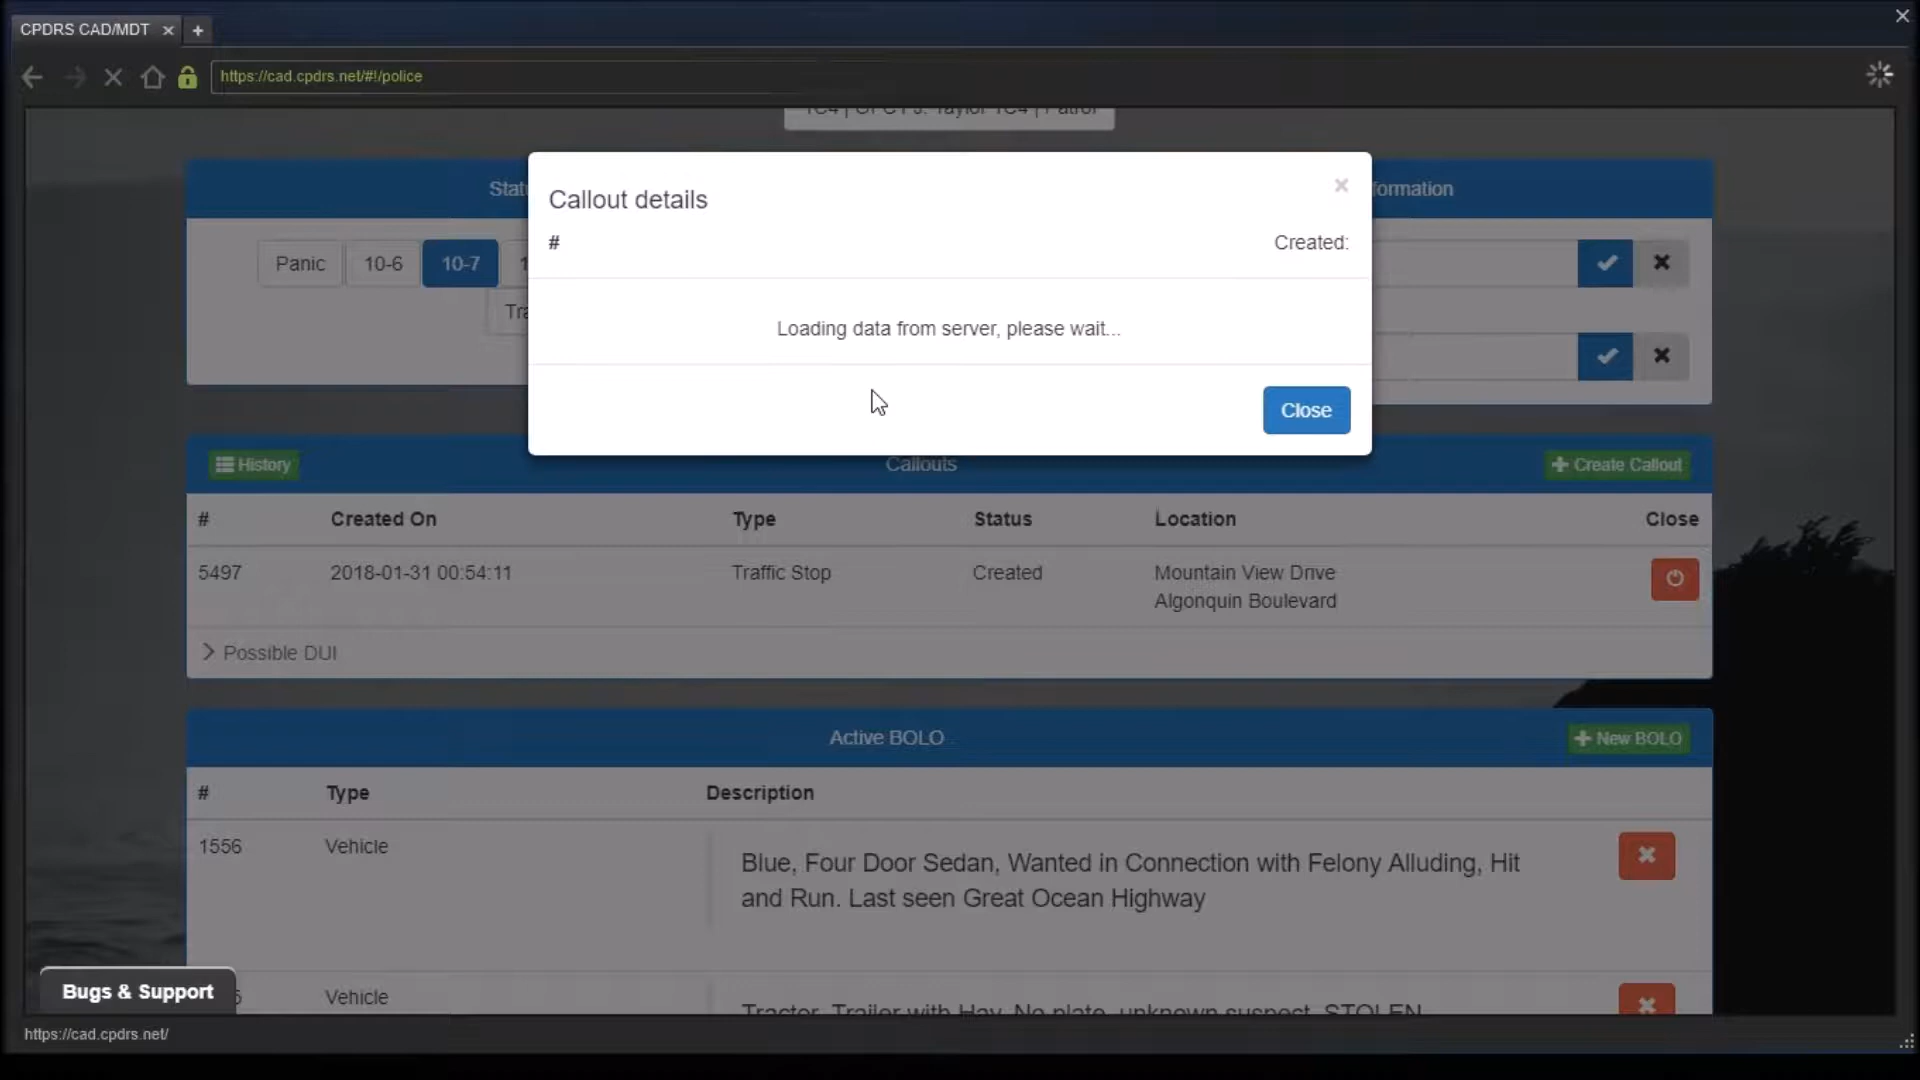 CPDRS CAD/MDT
https://cad.cpdrs.net/#!/police
Callout details
#
Created:
Loading data from server, please wait...
Close
Panic
10-6
10-7
History
Callouts
Create Callout
# Created On Type Status Location Close
5497 2018-01-31 00:54:11 Traffic Stop Created Mountain View Drive
Algonquin Boulevard
Possible DUI
Active BOLO
New BOLO
# Type Description
1556 Vehicle Blue, Four Door Sedan, Wanted in Connection with Felony Alluding, Hit
and Run. Last seen Great Ocean Highway
Vehicle Tractor, Trailer with Hay, No plate, unknown suspect, STOLEN
Bugs & Support
https://cad.cpdrs.net/